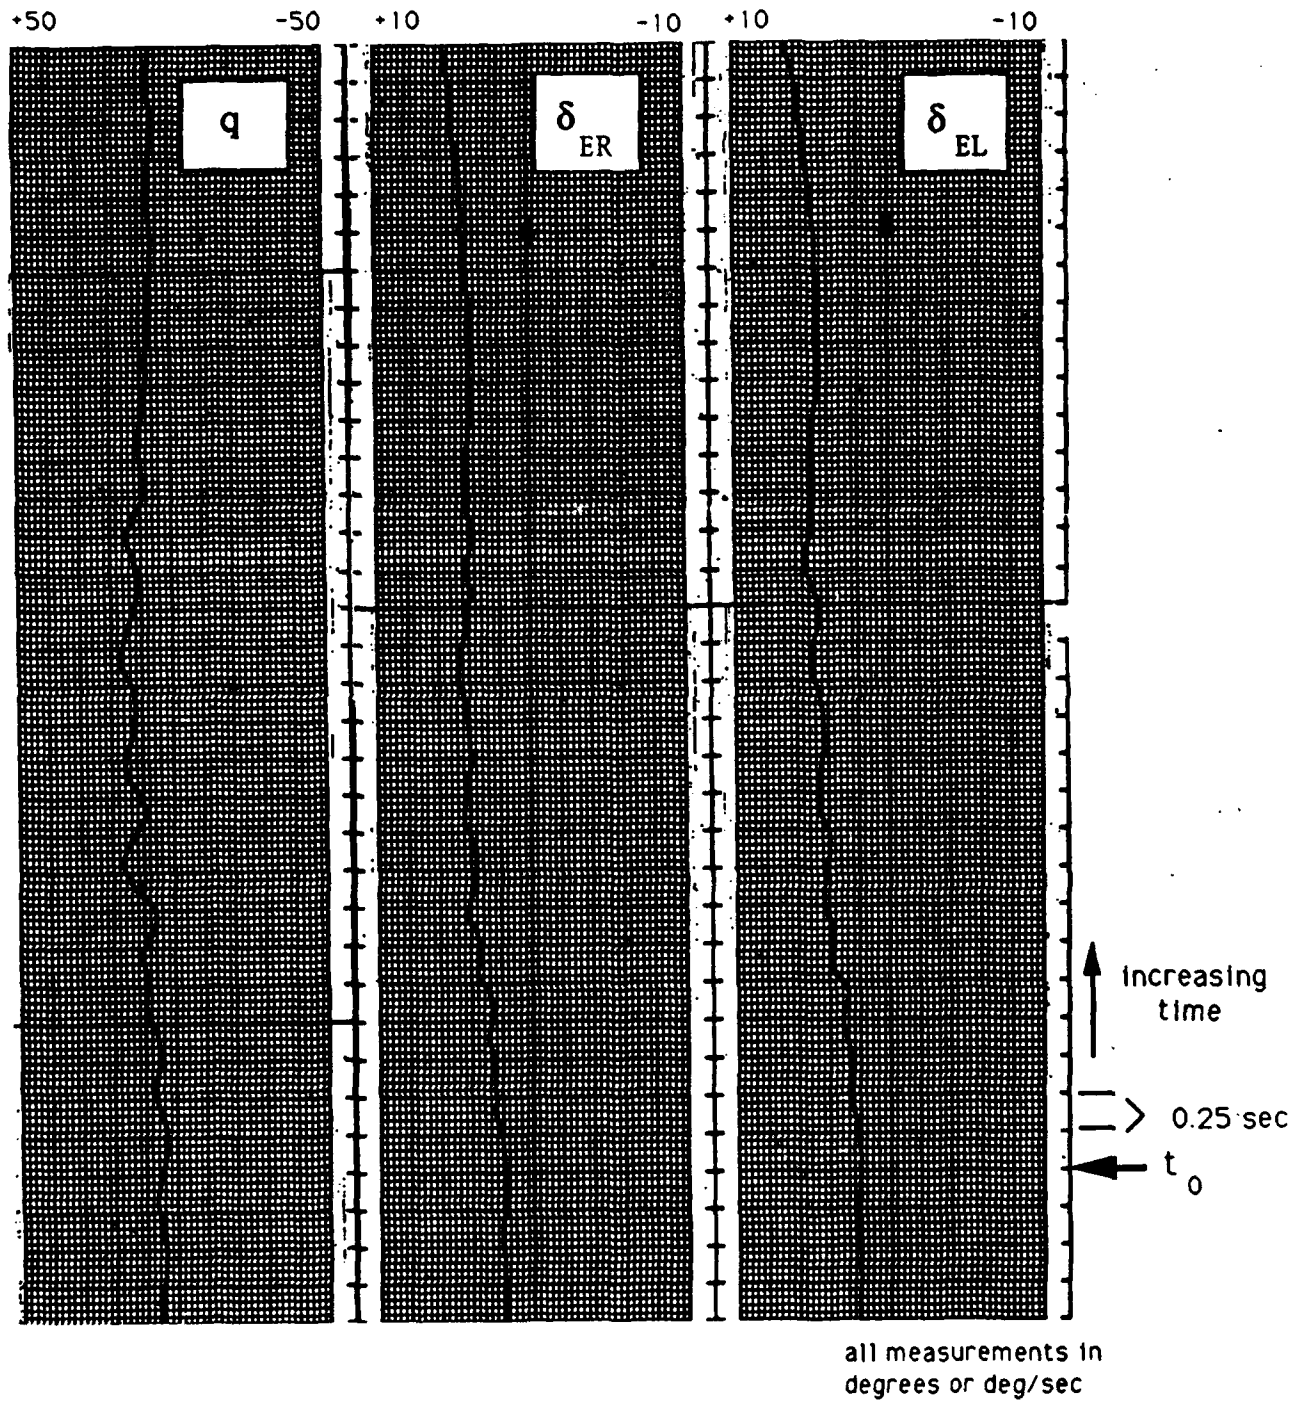 +50 -50 +10 -10 +10 -10
q
δ ER
δ EL
increasing
time
0.25 sec
t 0
all measurements in
degrees or deg/sec